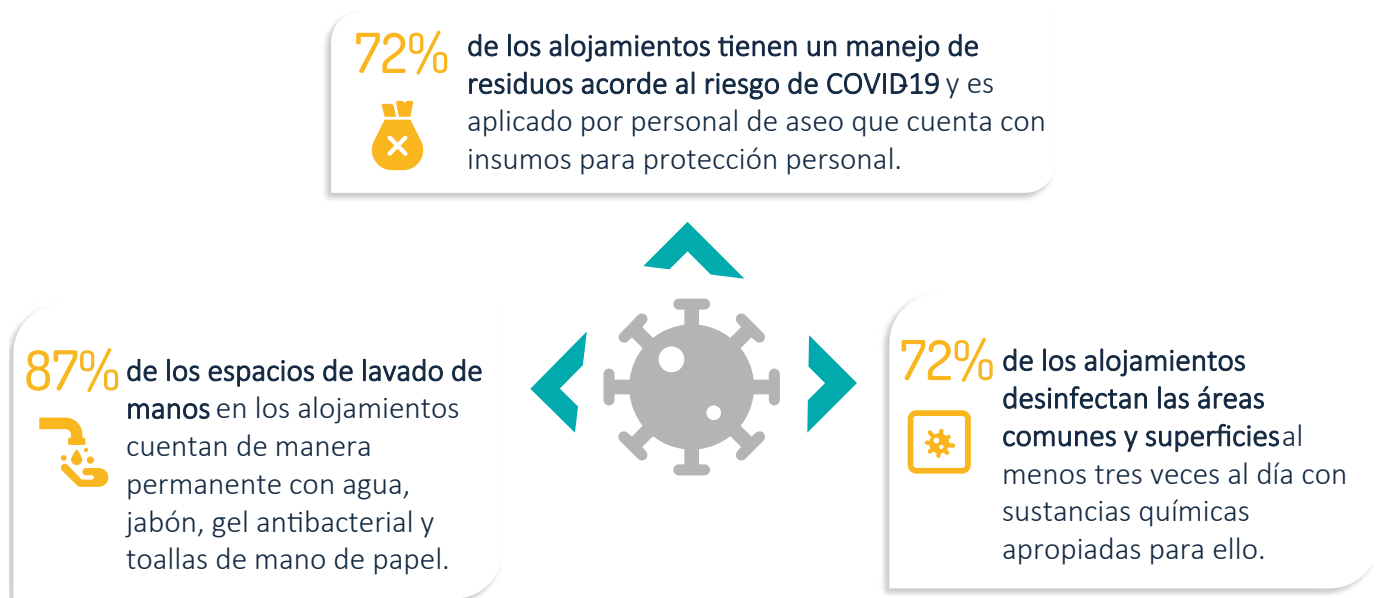 72% de los alojamientos tienen un manejo de
residuos acorde al riesgo de COVID-19 y es
aplicado por personal de aseo que cuenta con
insumos para protección personal.
87% de los espacios de lavado de
manos en los alojamientos
cuentan de manera
permanente con agua,
jabón, gel antibacterial y
toallas de mano de papel.
72% de los alojamientos
desinfectan las áreas
comunes y superficies al
menos tres veces al día con
sustancias químicas
apropiadas para ello.